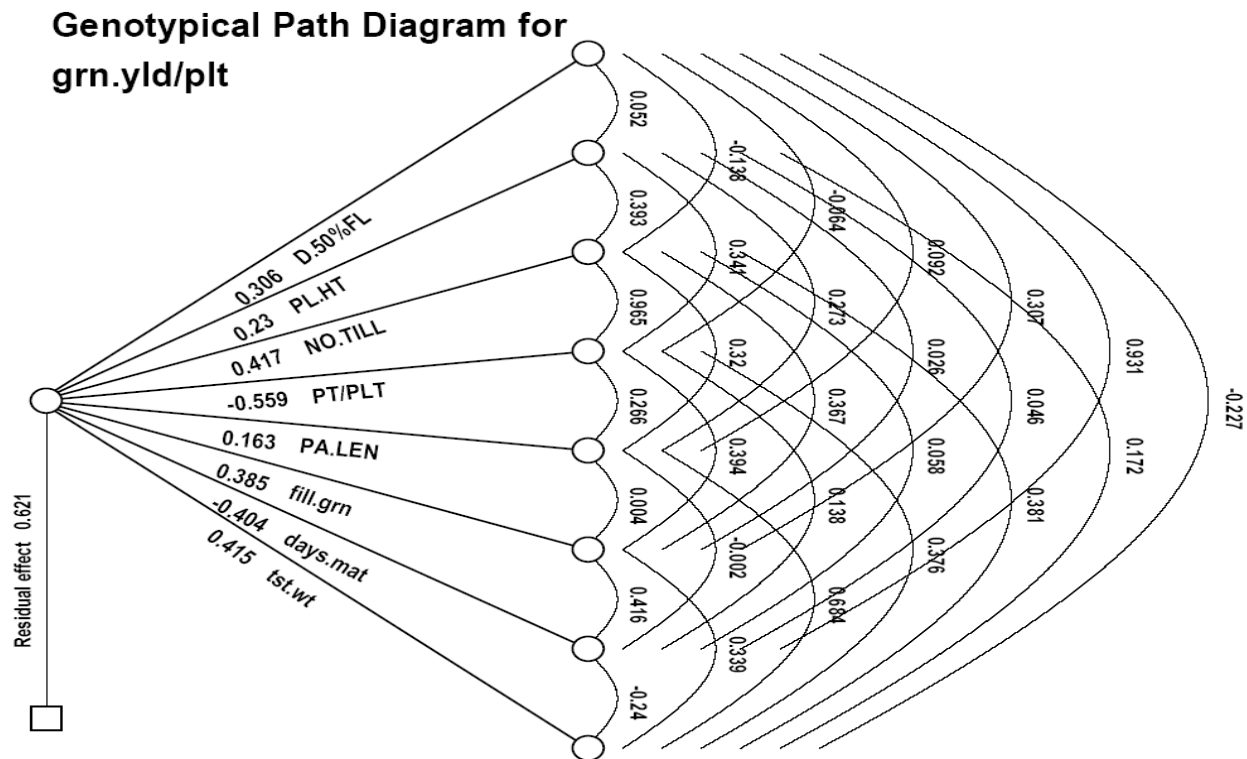 Genotypical Path Diagram for
grn.yld/plt
0.306 D.50%FL
0.23 PL.HT
0.417 NO.TILL
-0.559 PT/PLT
0.163 PA.LEN
0.385 fill.grn
-0.404 days.mat
0.415 tst.wt
Residual effect 0.621
0.052
0.393
0.965
0.266
0.004
0.416
-0.24
-0.138
0.341
0.32
0.394
-0.002
0.339
-0.064
0.273
0.367
0.138
0.684
0.092
0.026
0.058
0.376
0.307
0.046
0.381
0.931
0.172
-0.227